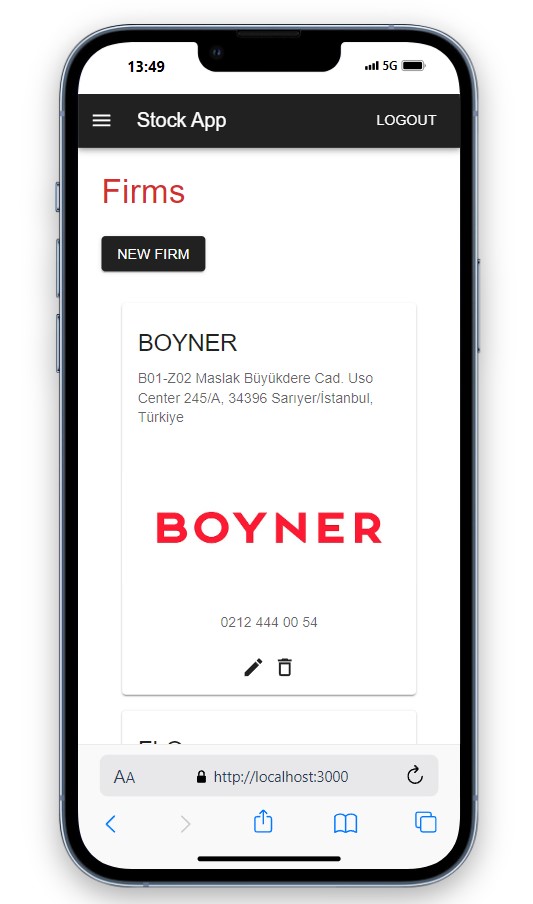 13:49
5G
Stock App
LOGOUT
Firms
NEW FIRM
BOYNER
B01-Z02 Maslak Büyükdere Cad. Uso
Center 245/A, 34396 Sarıyer/İstanbul,
Türkiye
BOYNER
0212 444 00 54
AA
http://localhost:3000